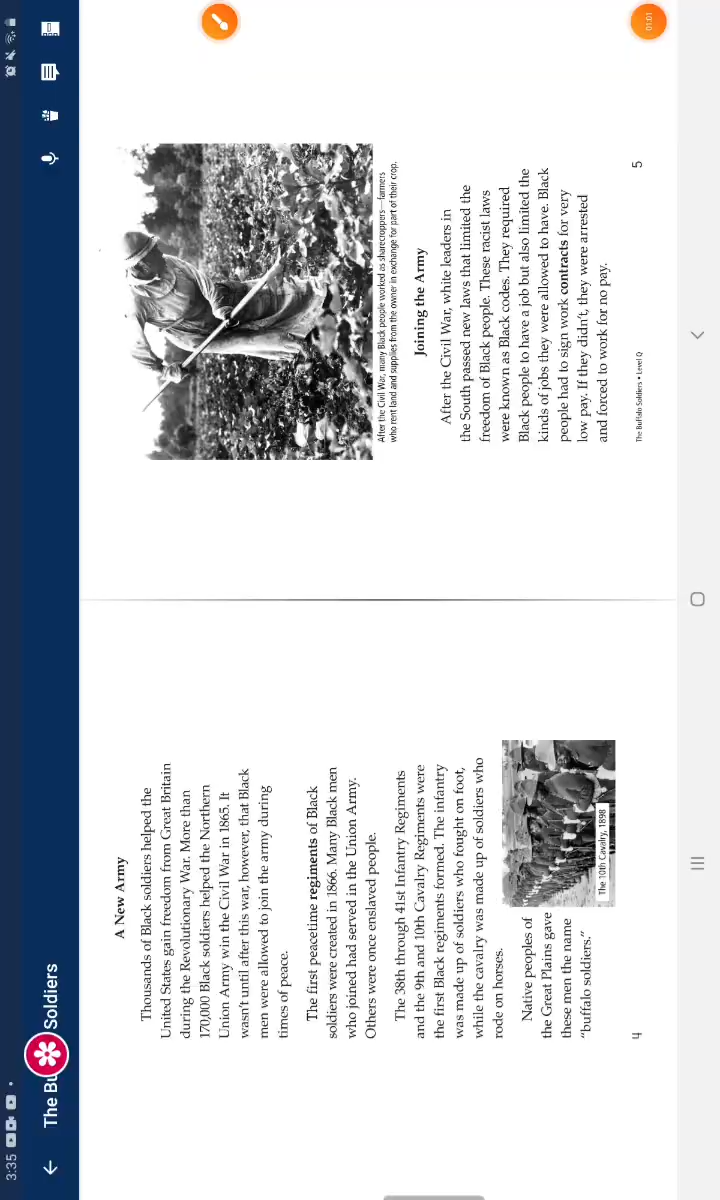 3:35
The Bu Soldiers
01:01
A New Army
Thousands of Black soldiers helped the
United States gain freedom from Great Britain
during the Revolutionary War. More than
170,000 Black soldiers helped the Northern
Union Army win the Civil War in 1865. It
wasn't until after this war, however, that Black
men were allowed to join the army during
times of peace.
The first peacetime regiments of Black
soldiers were created in 1866. Many Black men
who joined had served in the Union Army.
Others were once enslaved people.
The 38th through 41st Infantry Regiments
and the 9th and 10th Cavalry Regiments were
the first Black regiments formed. The infantry
was made up of soldiers who fought on foot,
while the cavalry was made up of soldiers who
rode on horses.
Native peoples of
the Great Plains gave
these men the name
“buffalo soldiers.”
The 10th Cavalry, 1898
4
After the Civil War, many Black people worked as sharecroppers—farmers
who rent land and supplies from the owner in exchange for part of their crop.
Joining the Army
After the Civil War, white leaders in
the South passed new laws that limited the
freedom of Black people. These racist laws
were known as Black codes. They required
Black people to have a job but also limited the
kinds of jobs they were allowed to have. Black
people had to sign work contracts for very
low pay. If they didn't, they were arrested
and forced to work for no pay.
The Buffalo Soldiers • Level Q
5